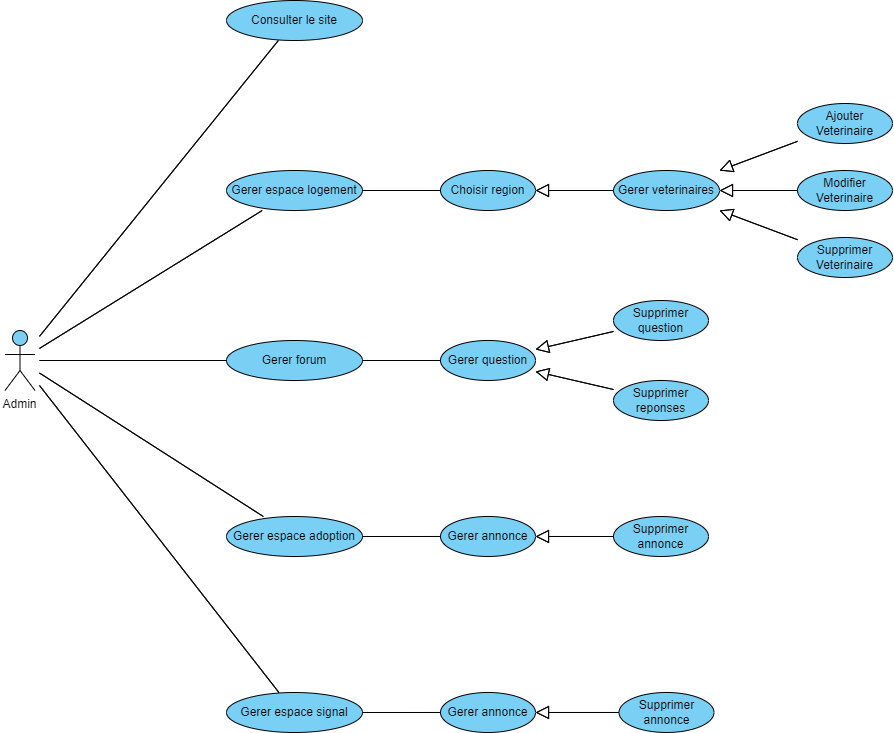 Consulter le site
Ajouter
Veterinaire
Gerer espace logement
Choisir region
Gerer veterinaires
Modifier
Veterinaire
Supprimer
Veterinaire
Supprimer
question
Gerer forum
Gerer question
Supprimer
reponses
Admin
Gerer espace adoption
Gerer annonce
Supprimer
annonce
Gerer espace signal
Gerer annonce
Supprimer
annonce